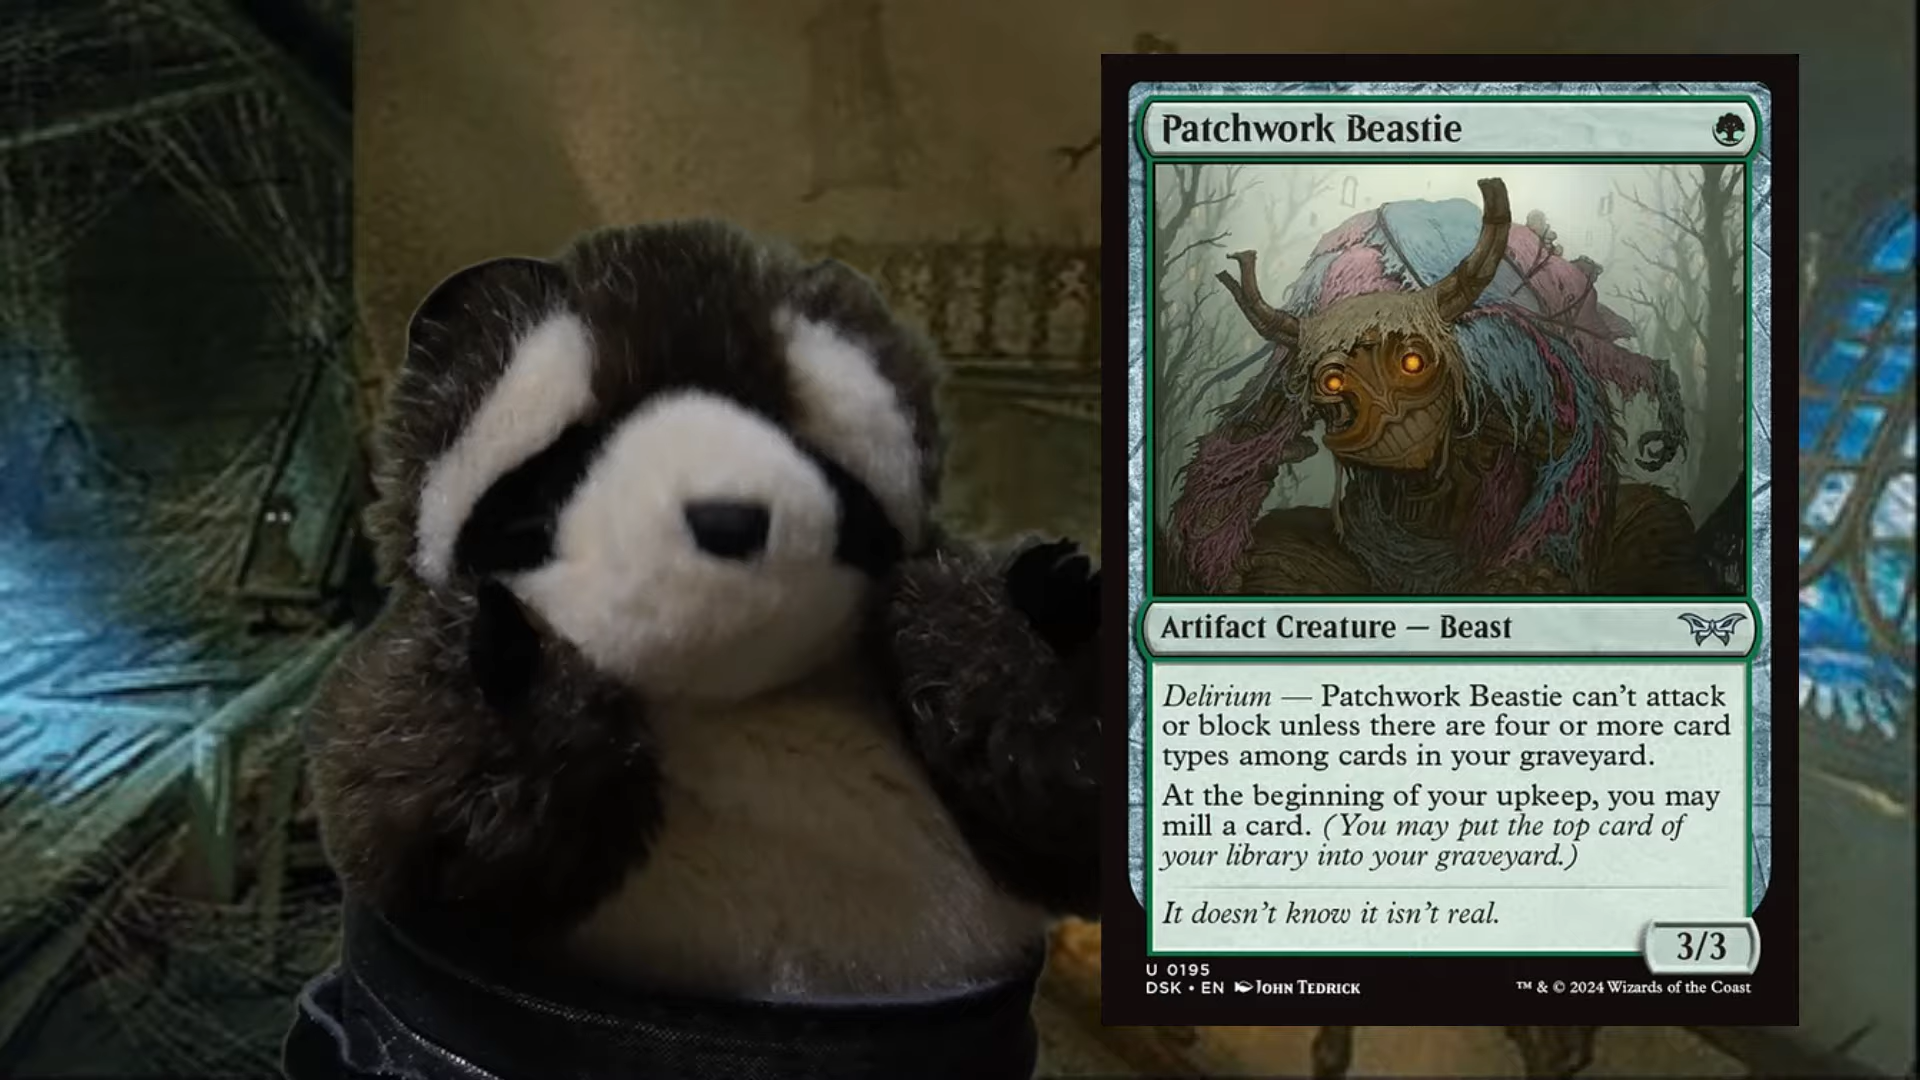 Patchwork Beastie
Artifact Creature — Beast
Delirium — Patchwork Beastie can't attack
or block unless there are four or more card
types among cards in your graveyard.
At the beginning of your upkeep, you may
mill a card. (You may put the top card of
your library into your graveyard.)
It doesn't know it isn't real.
3/3
U 0195
DSK • EN JOHN TEDRICK
™ & © 2024 Wizards of the Coast